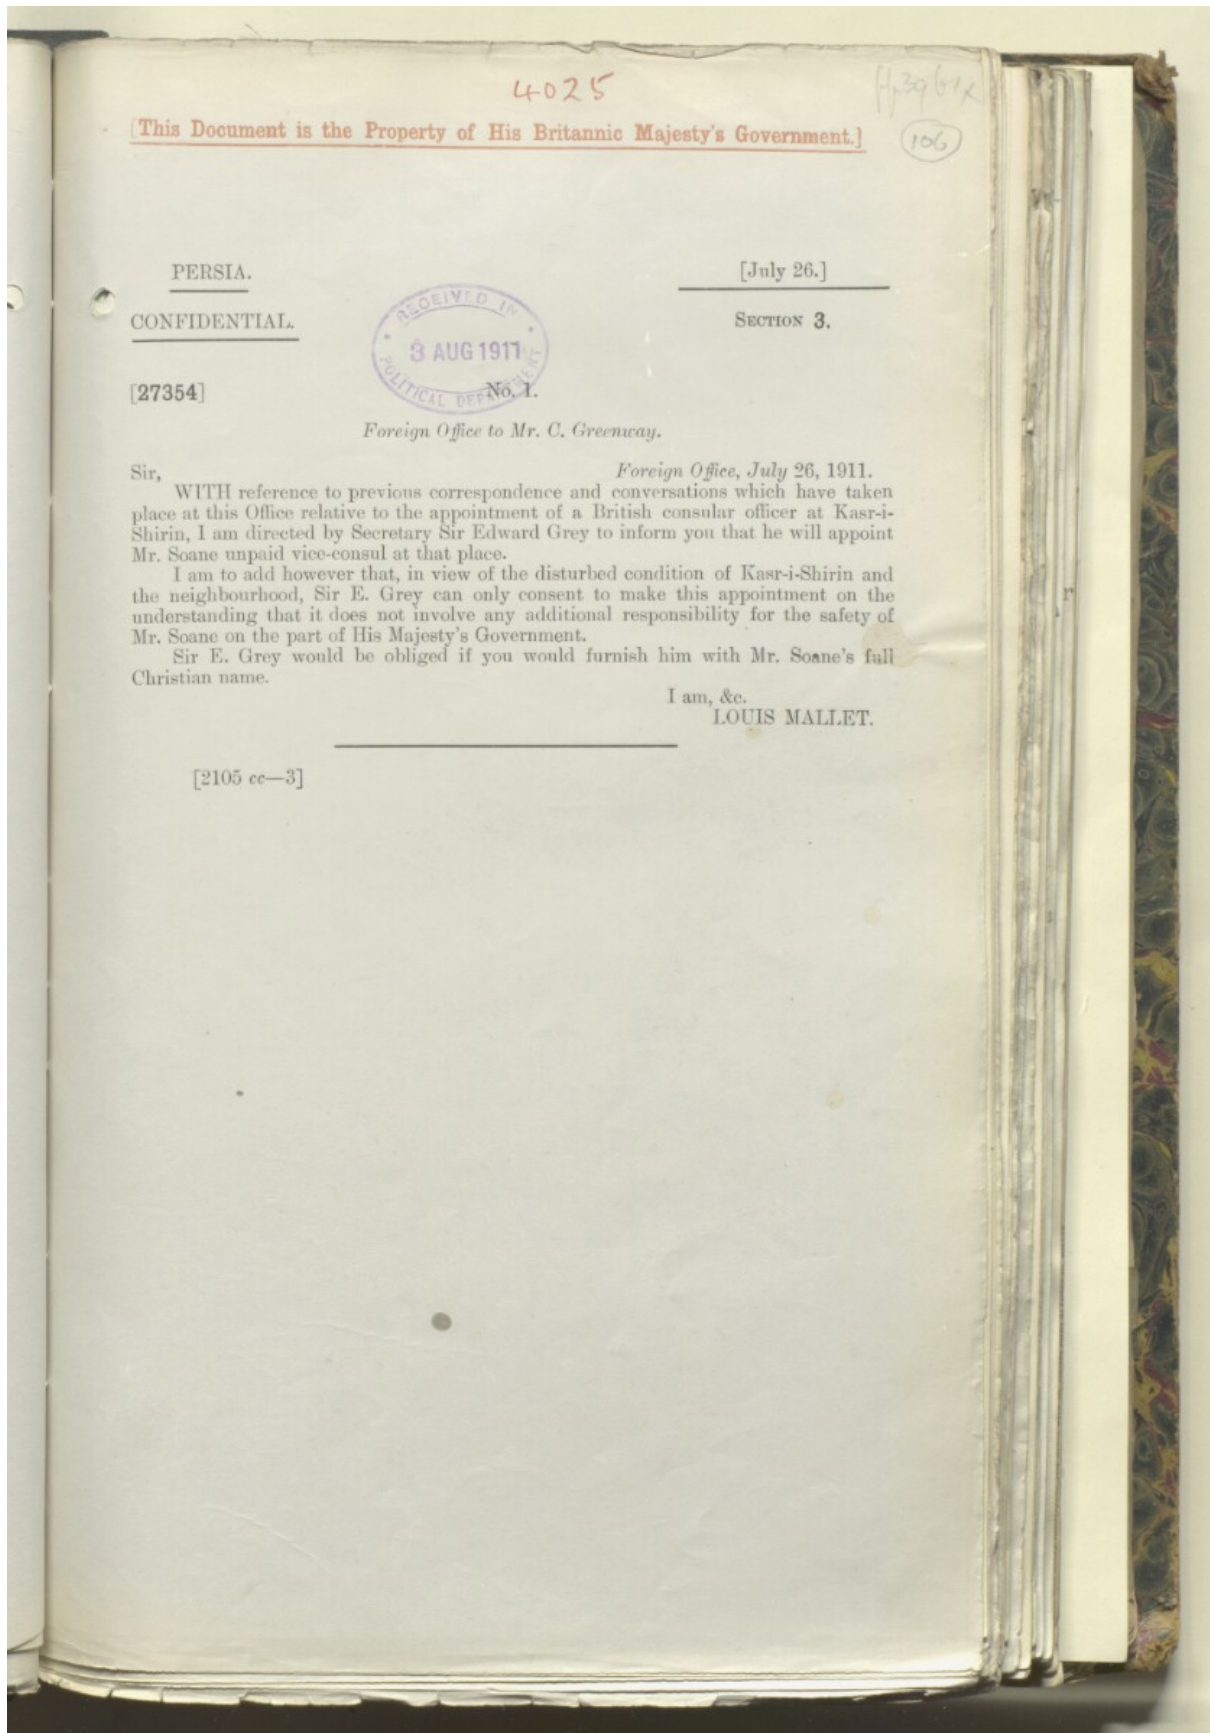 4025
[This Document is the Property of His Britannic Majesty's Government.]
106
PERSIA.
[July 26.]
CONFIDENTIAL.
SECTION 3.
RECEIVED IN
3 AUG 1911
POLITICAL DEPARTMENT
[27354]
No. 1.
Foreign Office to Mr. C. Greenway.
Sir,
Foreign Office, July 26, 1911.
WITH reference to previous correspondence and conversations which have taken
place at this Office relative to the appointment of a British consular officer at Kasr-i-
Shirin, I am directed by Secretary Sir Edward Grey to inform you that he will appoint
Mr. Soane unpaid vice-consul at that place.
I am to add however that, in view of the disturbed condition of Kasr-i-Shirin and
the neighbourhood, Sir E. Grey can only consent to make this appointment on the
understanding that it does not involve any additional responsibility for the safety of
Mr. Soane on the part of His Majesty's Government.
Sir E. Grey would be obliged if you would furnish him with Mr. Soane's full
Christian name.
I am, &c.
LOUIS MALLET.
[2105 cc—3]